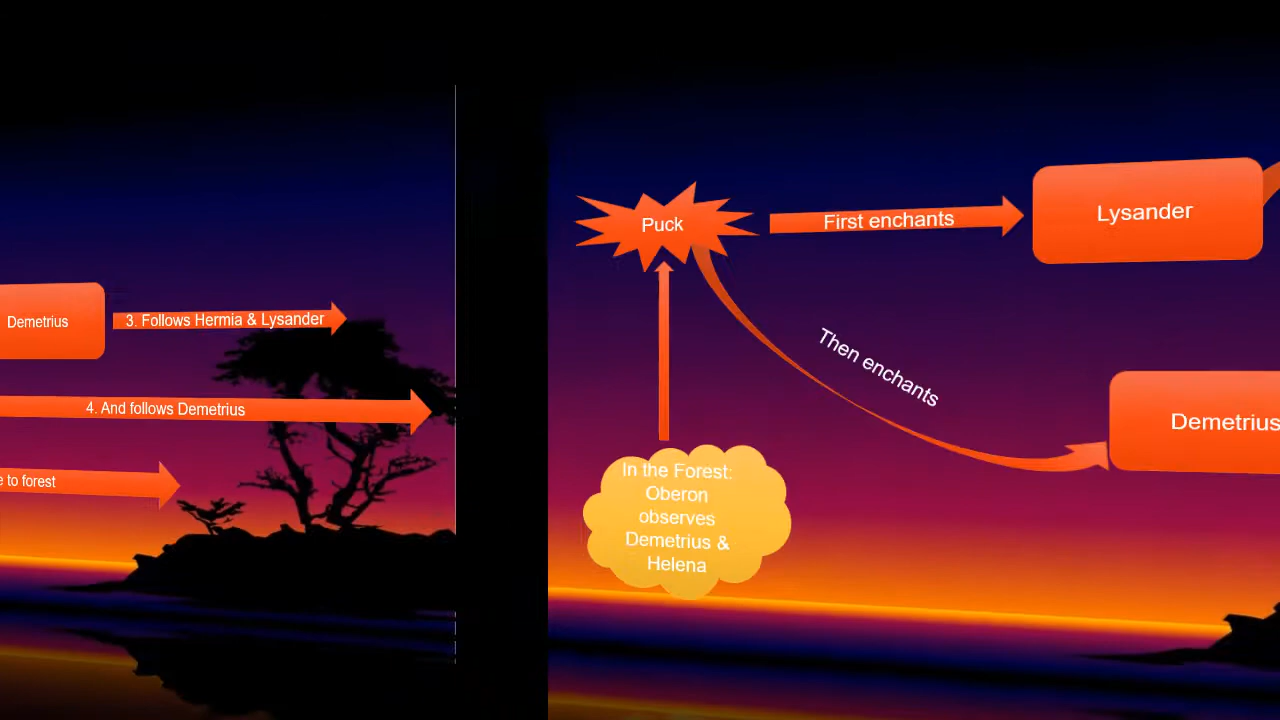 Demetrius
3. Follows Hermia & Lysander
4. And follows Demetrius
to forest
Puck
First enchants
Lysander
Then enchants
Demetrius
In the Forest:
Oberon
observes
Demetrius &
Helena